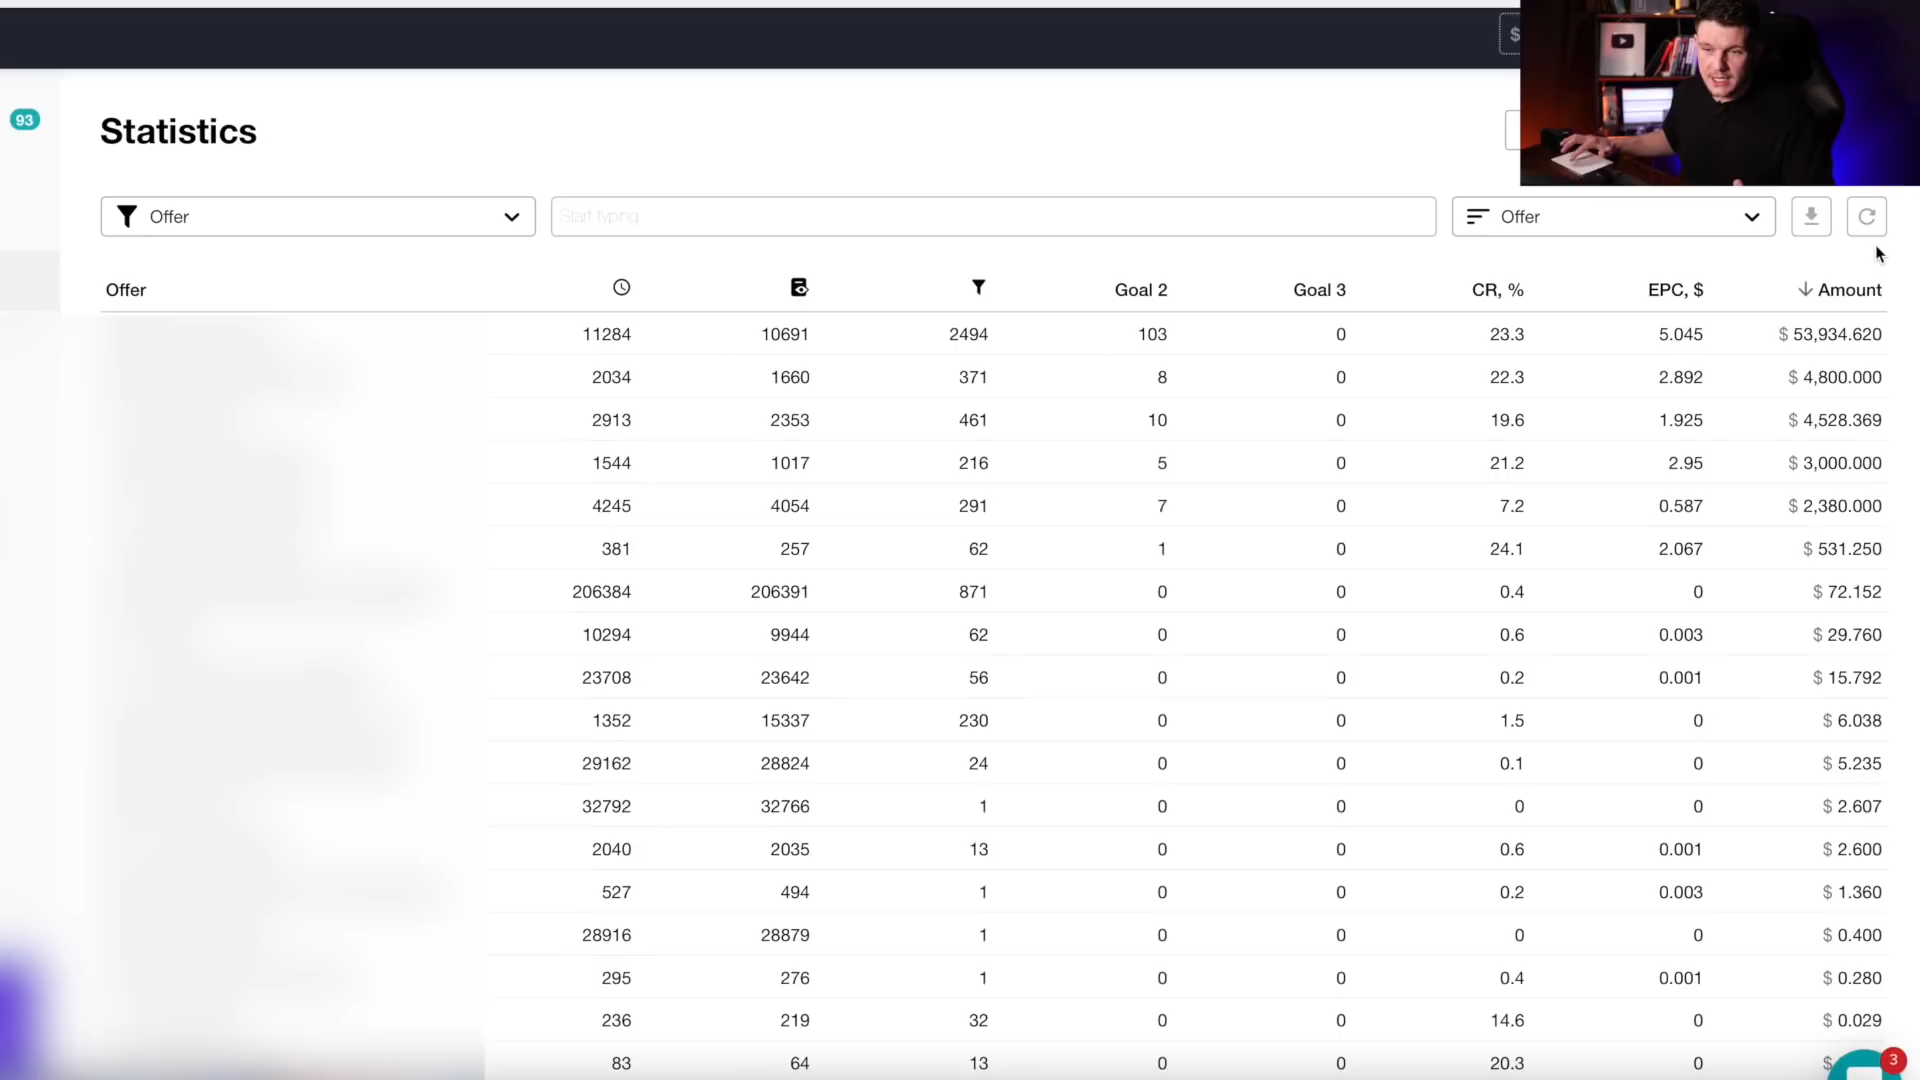 $
93
Statistics
Offer
Start typing
Offer
Offer Goal 2 Goal 3 CR, % EPC, $ Amount
11284 10691 2494 103 0 23.3 5.045 $ 53,934.620
2034 1660 371 8 0 22.3 2.892 $ 4,800.000
2913 2353 461 10 0 19.6 1.925 $ 4,528.369
1544 1017 216 5 0 21.2 2.95 $ 3,000.000
4245 4054 291 7 0 7.2 0.587 $ 2,380.000
381 257 62 1 0 24.1 2.067 $ 531.250
206384 206391 871 0 0 0.4 0 $ 72.152
10294 9944 62 0 0 0.6 0.003 $ 29.760
23708 23642 56 0 0 0.2 0.001 $ 15.792
1352 15337 230 0 0 1.5 0 $ 6.038
29162 28824 24 0 0 0.1 0 $ 5.235
32792 32766 1 0 0 0 0 $ 2.607
2040 2035 13 0 0 0.6 0.001 $ 2.600
527 494 1 0 0 0.2 0.003 $ 1.360
28916 28879 1 0 0 0 0 $ 0.400
295 276 1 0 0 0.4 0.001 $ 0.280
236 219 32 0 0 14.6 0 $ 0.029
83 64 13 0 0 20.3 0 $
3